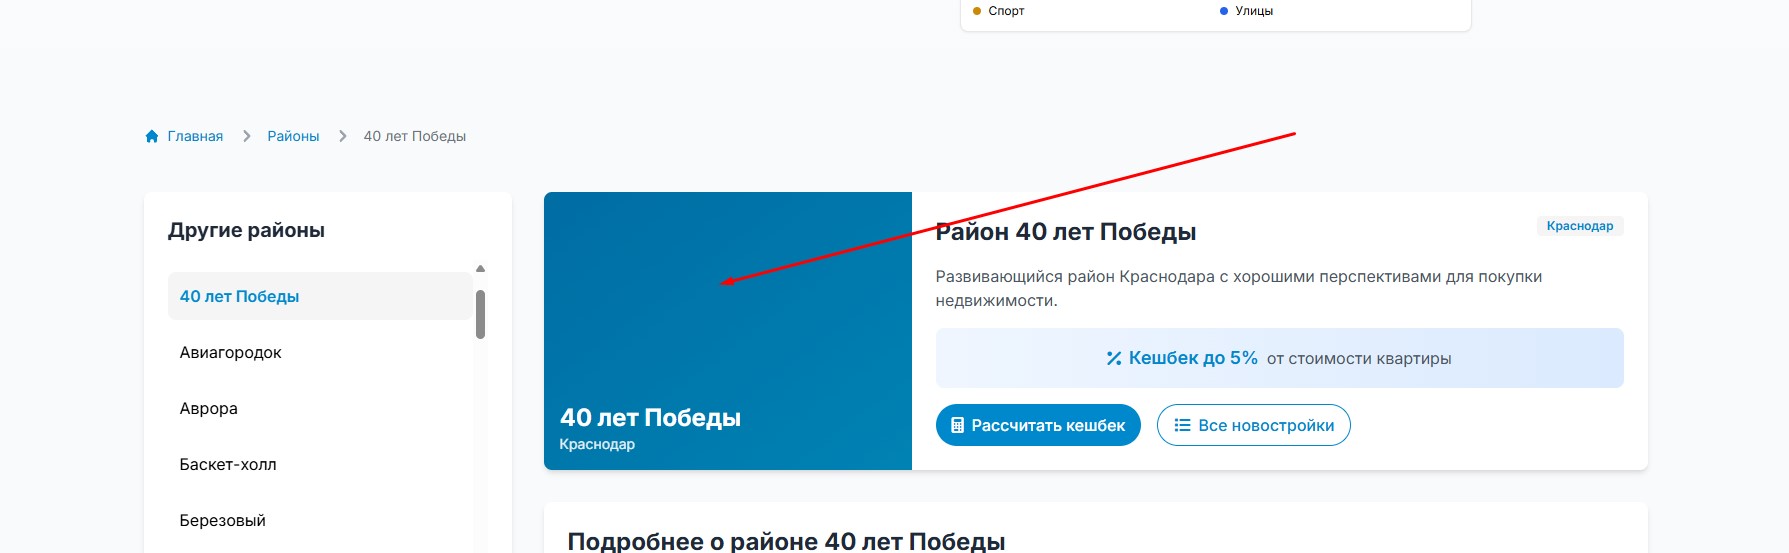 Спорт
Улицы
Главная
Районы
40 лет Победы
Другие районы
40 лет Победы
Авиагородок
Аврора
Баскет-холл
Березовый
40 лет Победы
Краснодар
Район 40 лет Победы
Краснодар
Развивающийся район Краснодара с хорошими перспективами для покупки
недвижимости.
% Кешбек до 5% от стоимости квартиры
Рассчитать кешбек
Все новостройки
Подробнее о районе 40 лет Победы